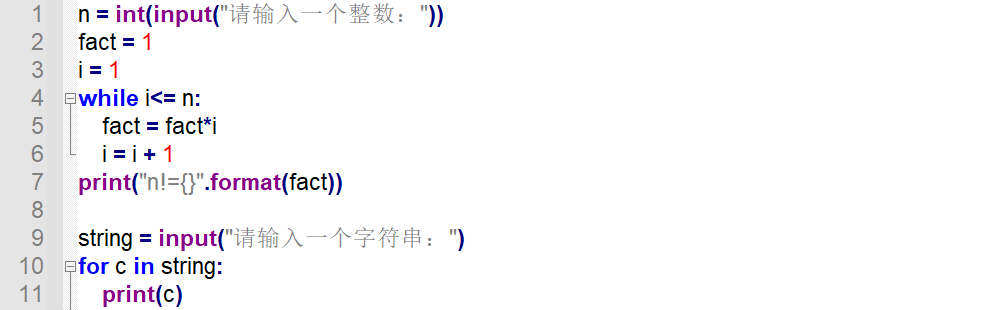 1 n = int(input("请输入一个整数："))
2 fact = 1
3 i = 1
4 while i<= n:
5     fact = fact*i
6     i = i + 1
7 print("n!={}".format(fact))
8
9 string = input("请输入一个字符串：")
10 for c in string:
11     print(c)